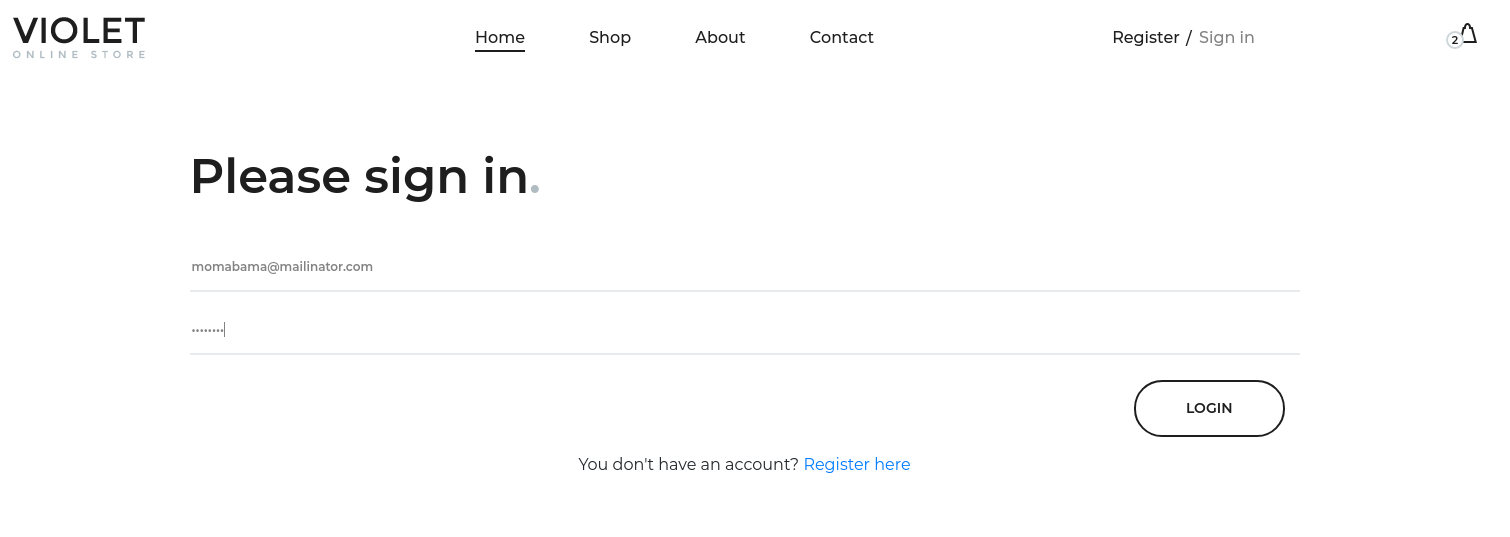 VIOLET
ONLINE STORE
Home Shop About Contact Register / Sign in 2
Please sign in.
momabama@mailinator.com
••••••••
LOGIN
You don't have an account? Register here